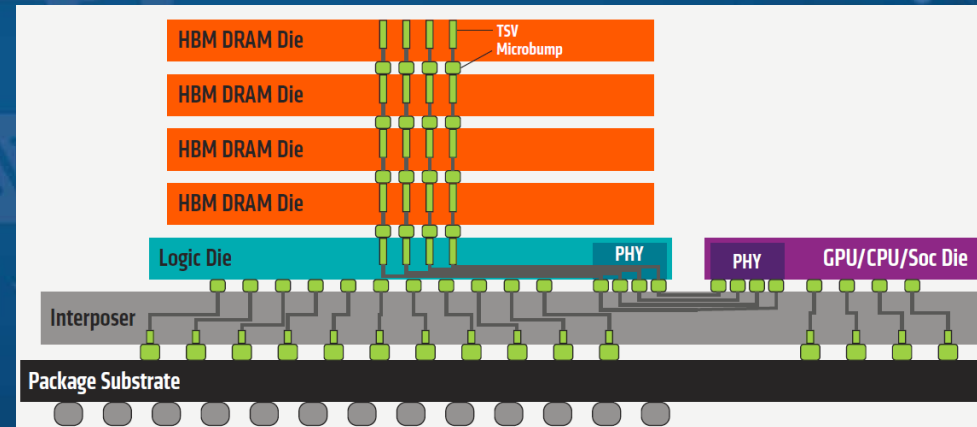 HBM DRAM Die
TSV
Microbump
HBM DRAM Die
HBM DRAM Die
HBM DRAM Die
Logic Die
PHY
PHY
GPU/CPU/Soc Die
Interposer
Package Substrate